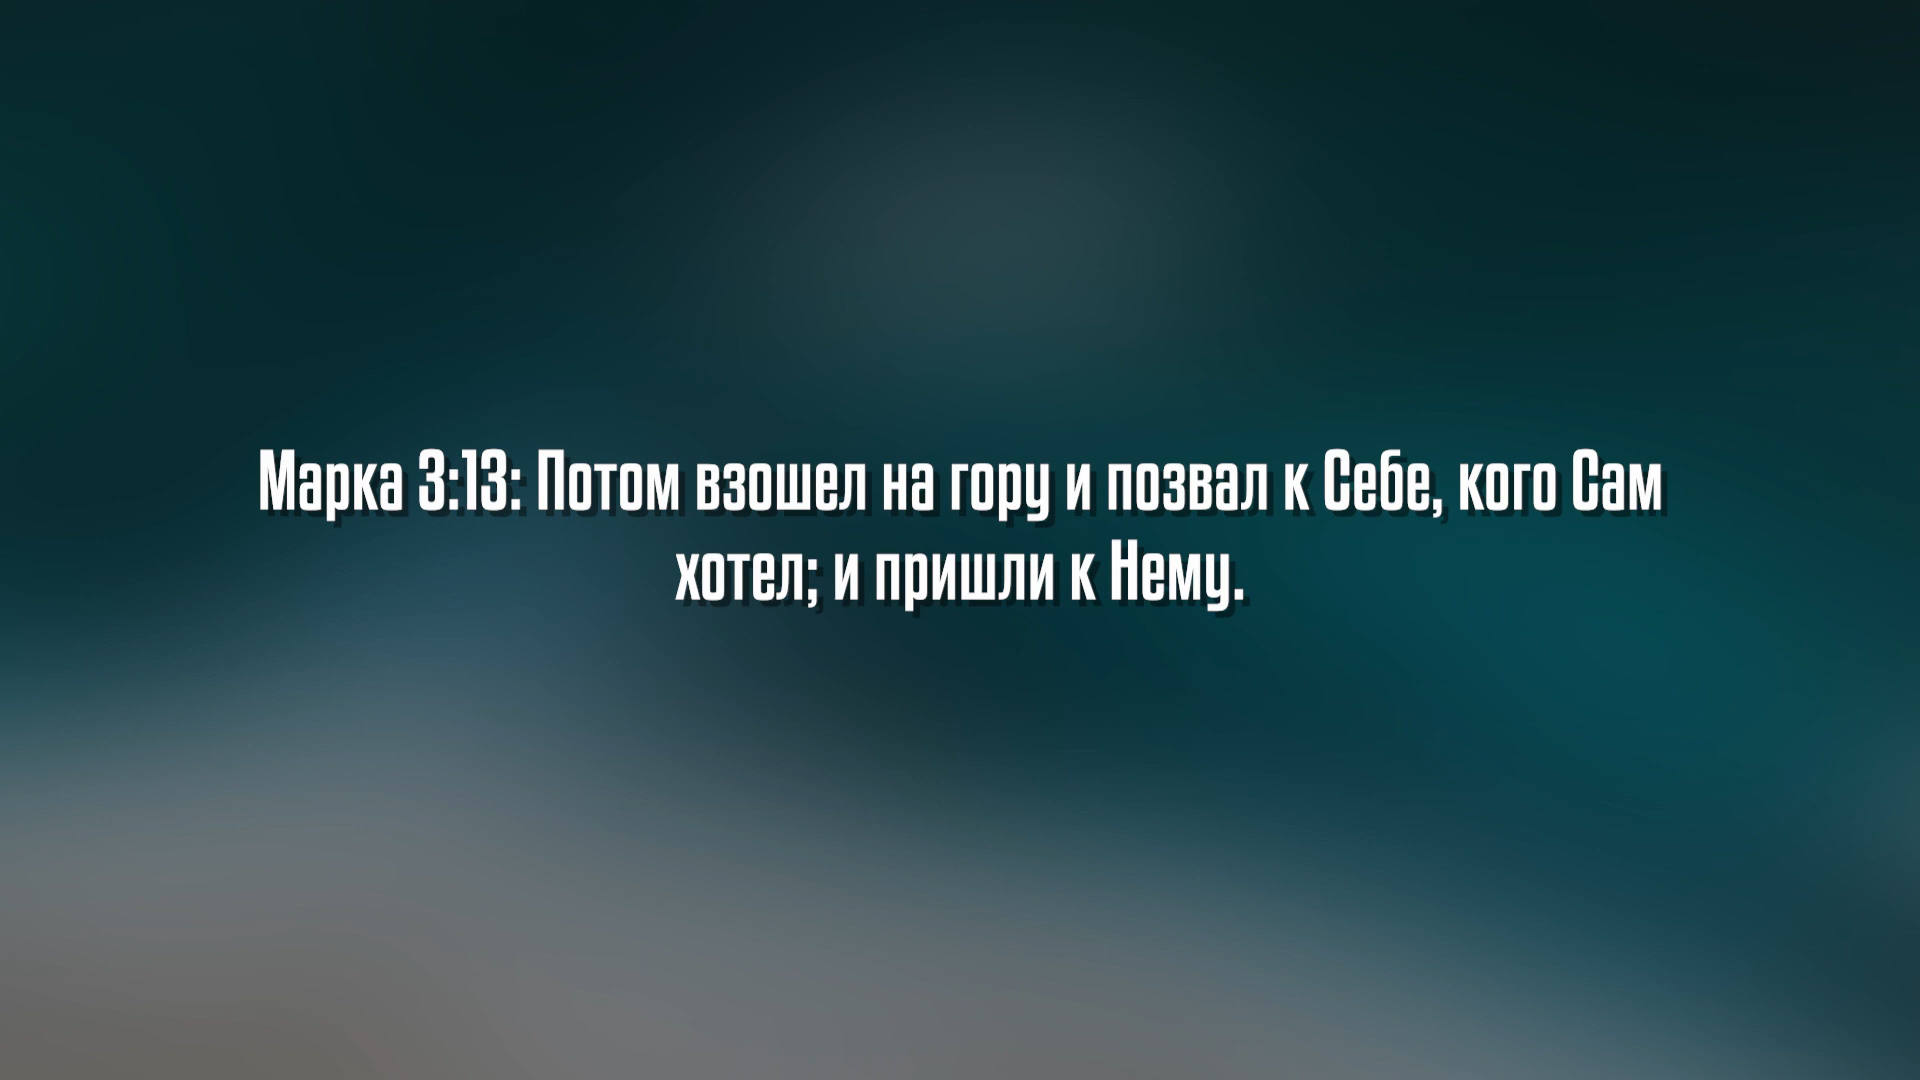 Марка 3:13: Потом взошел на гору и позвал к Себе, кого Сам
хотел; и пришли к Нему.